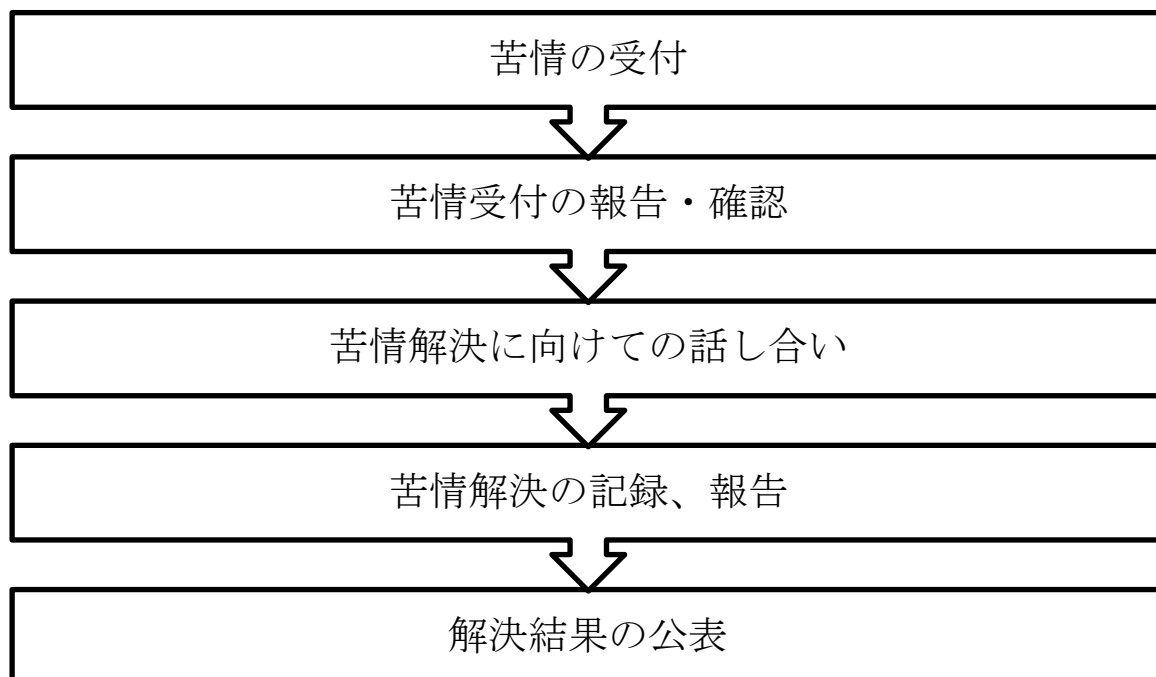 苦情の受付
苦情受付の報告・確認
苦情解決に向けての話し合い
苦情解決の記録、報告
解決結果の公表